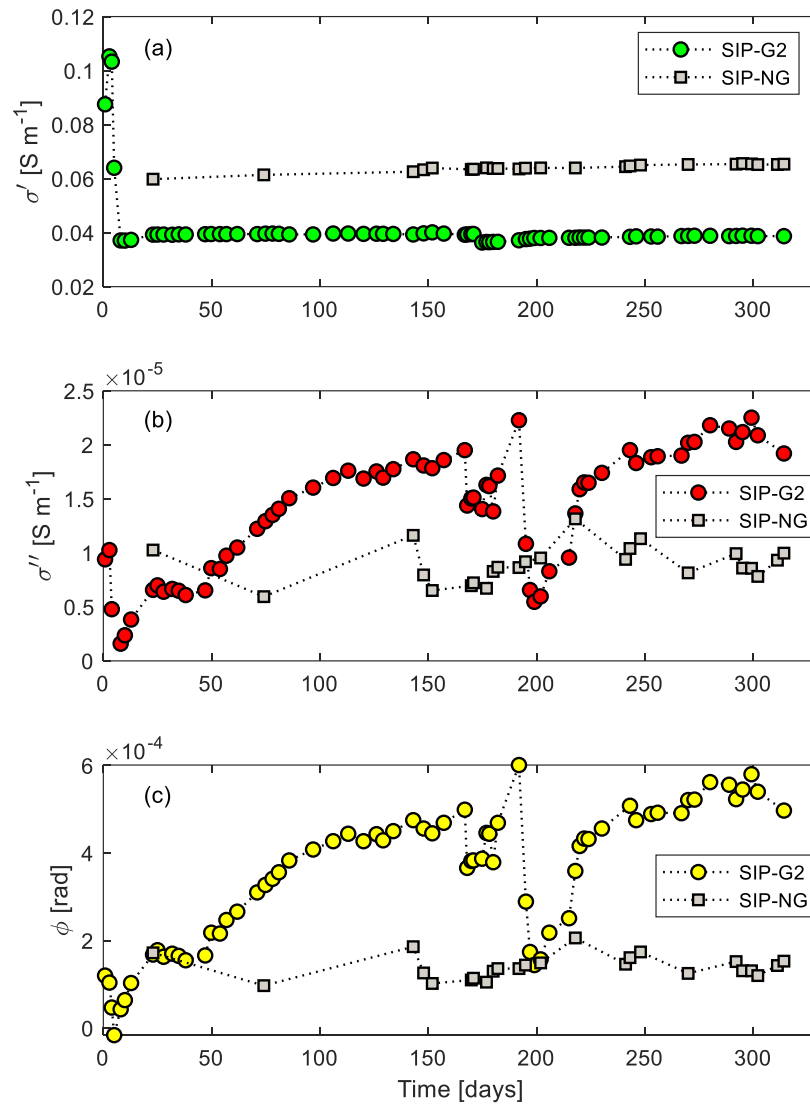 (a)
SIP-G2
SIP-NG
σ′ [S m⁻¹]
0.12
0.1
0.08
0.06
0.04
0.02
0 50 100 150 200 250 300
×10⁻⁵
(b)
SIP-G2
SIP-NG
σ′′ [S m⁻¹]
2.5
2
1.5
1
0.5
0
0 50 100 150 200 250 300
×10⁻⁴
(c)
SIP-G2
SIP-NG
ϕ [rad]
6
4
2
0
0 50 100 150 200 250 300
Time [days]